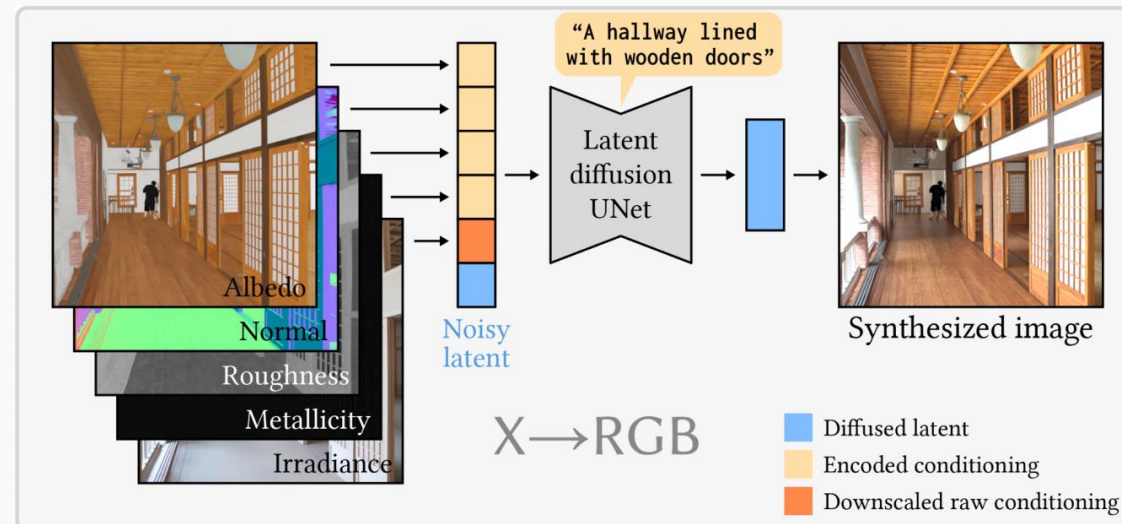 “A hallway lined
with wooden doors”
Albedo
Normal
Roughness
Metallicity
Irradiance
Noisy
latent
Latent
diffusion
UNet
Synthesized image
X→RGB
Diffused latent
Encoded conditioning
Downscaled raw conditioning